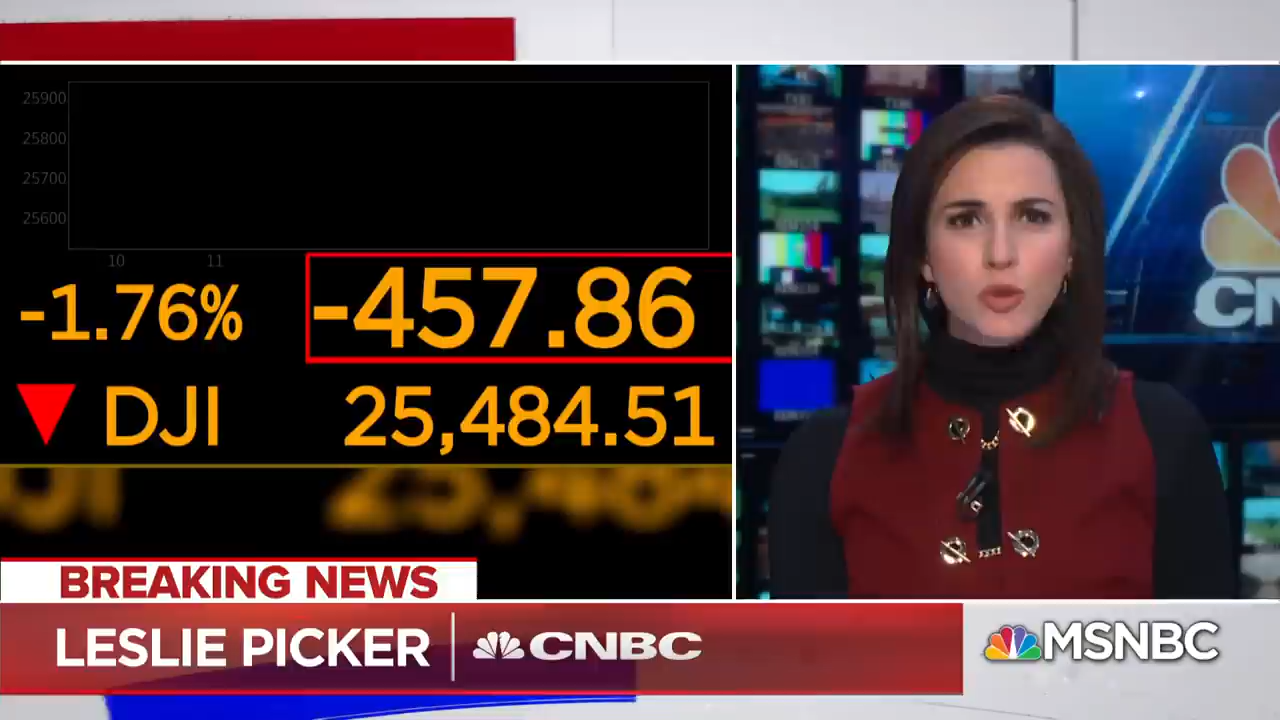 25900
25800
25700
25600
10 11
-1.76% -457.86
DJI 25,484.51
BREAKING NEWS
LESLIE PICKER CNBC
MSNBC